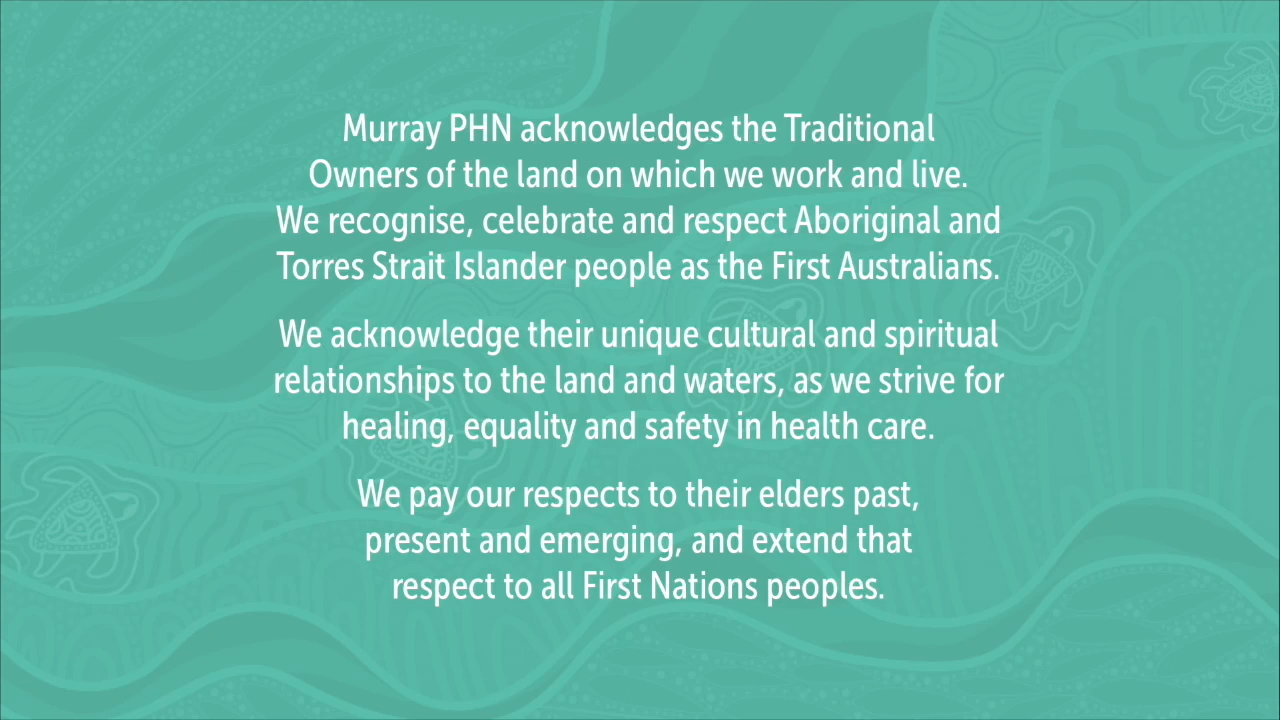 Murray PHN acknowledges the Traditional
Owners of the land on which we work and live.
We recognise, celebrate and respect Aboriginal and
Torres Strait Islander people as the First Australians.
We acknowledge their unique cultural and spiritual
relationships to the land and waters, as we strive for
healing, equality and safety in health care.
We pay our respects to their elders past,
present and emerging, and extend that
respect to all First Nations peoples.